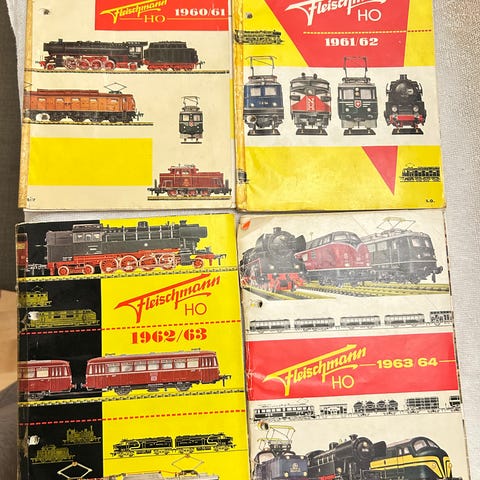 Fleischmann
HO 1960/61
Fleischmann
HO
1961/62
Fleischmann
HO
1962/63
Fleischmann
HO
1963/64